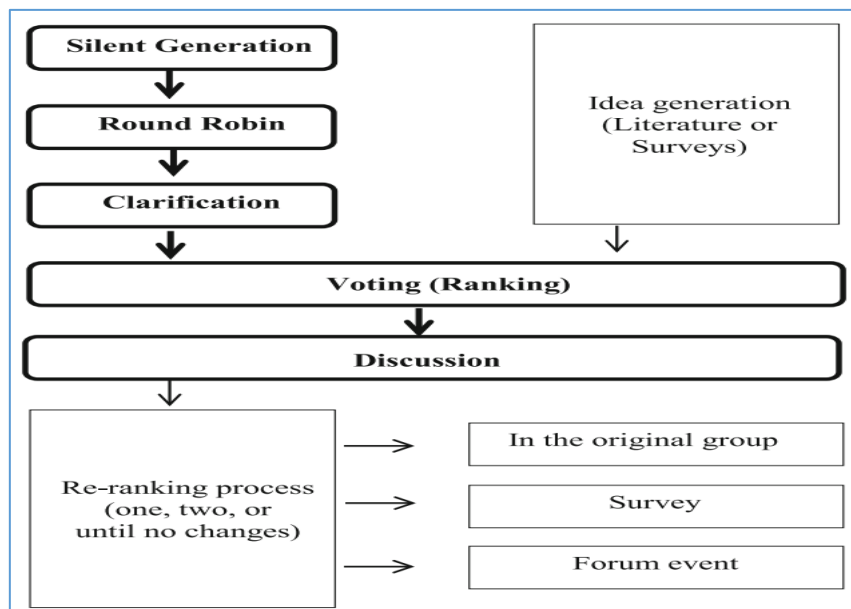 Silent Generation
Round Robin
Clarification
Idea generation
(Literature or
Surveys)
Voting (Ranking)
Discussion
Re-ranking process
(one, two, or
until no changes)
In the original group
Survey
Forum event